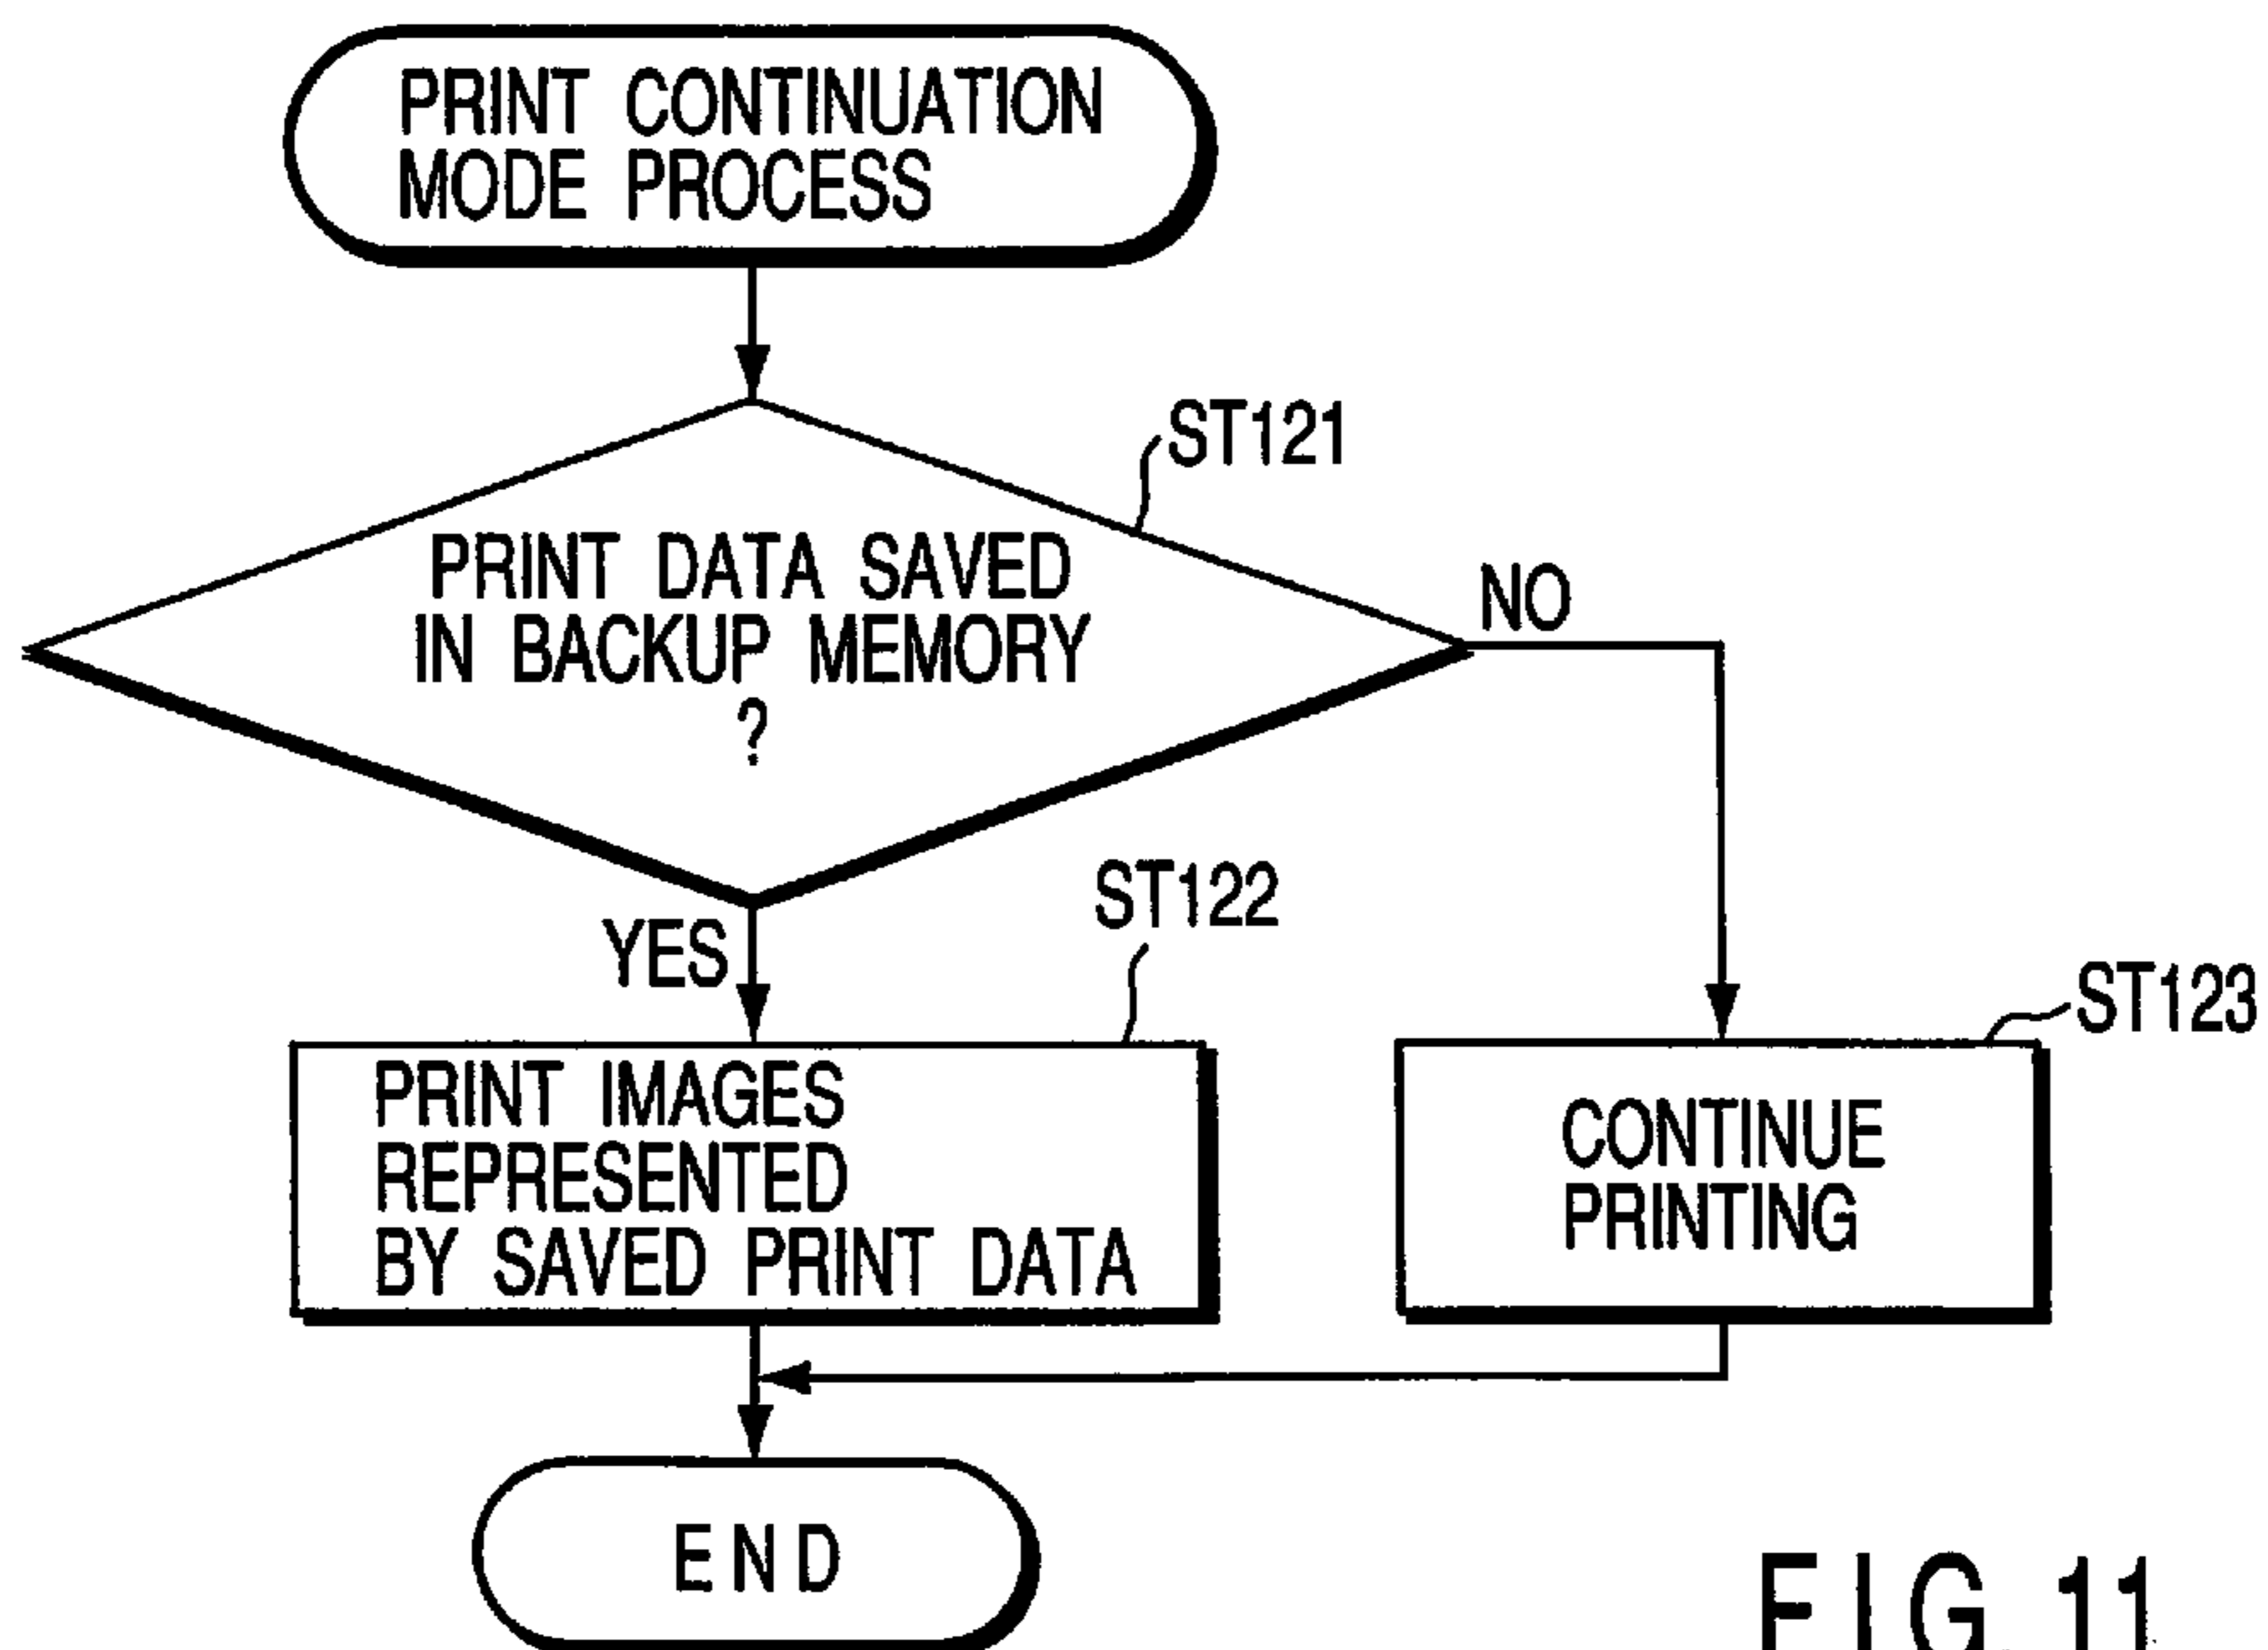 PRINT CONTINUATION
MODE PROCESS
ST121
PRINT DATA SAVED
IN BACKUP MEMORY
?
NO
YES
ST122
ST123
PRINT IMAGES
REPRESENTED
BY SAVED PRINT DATA
CONTINUE
PRINTING
END
FIG. 11